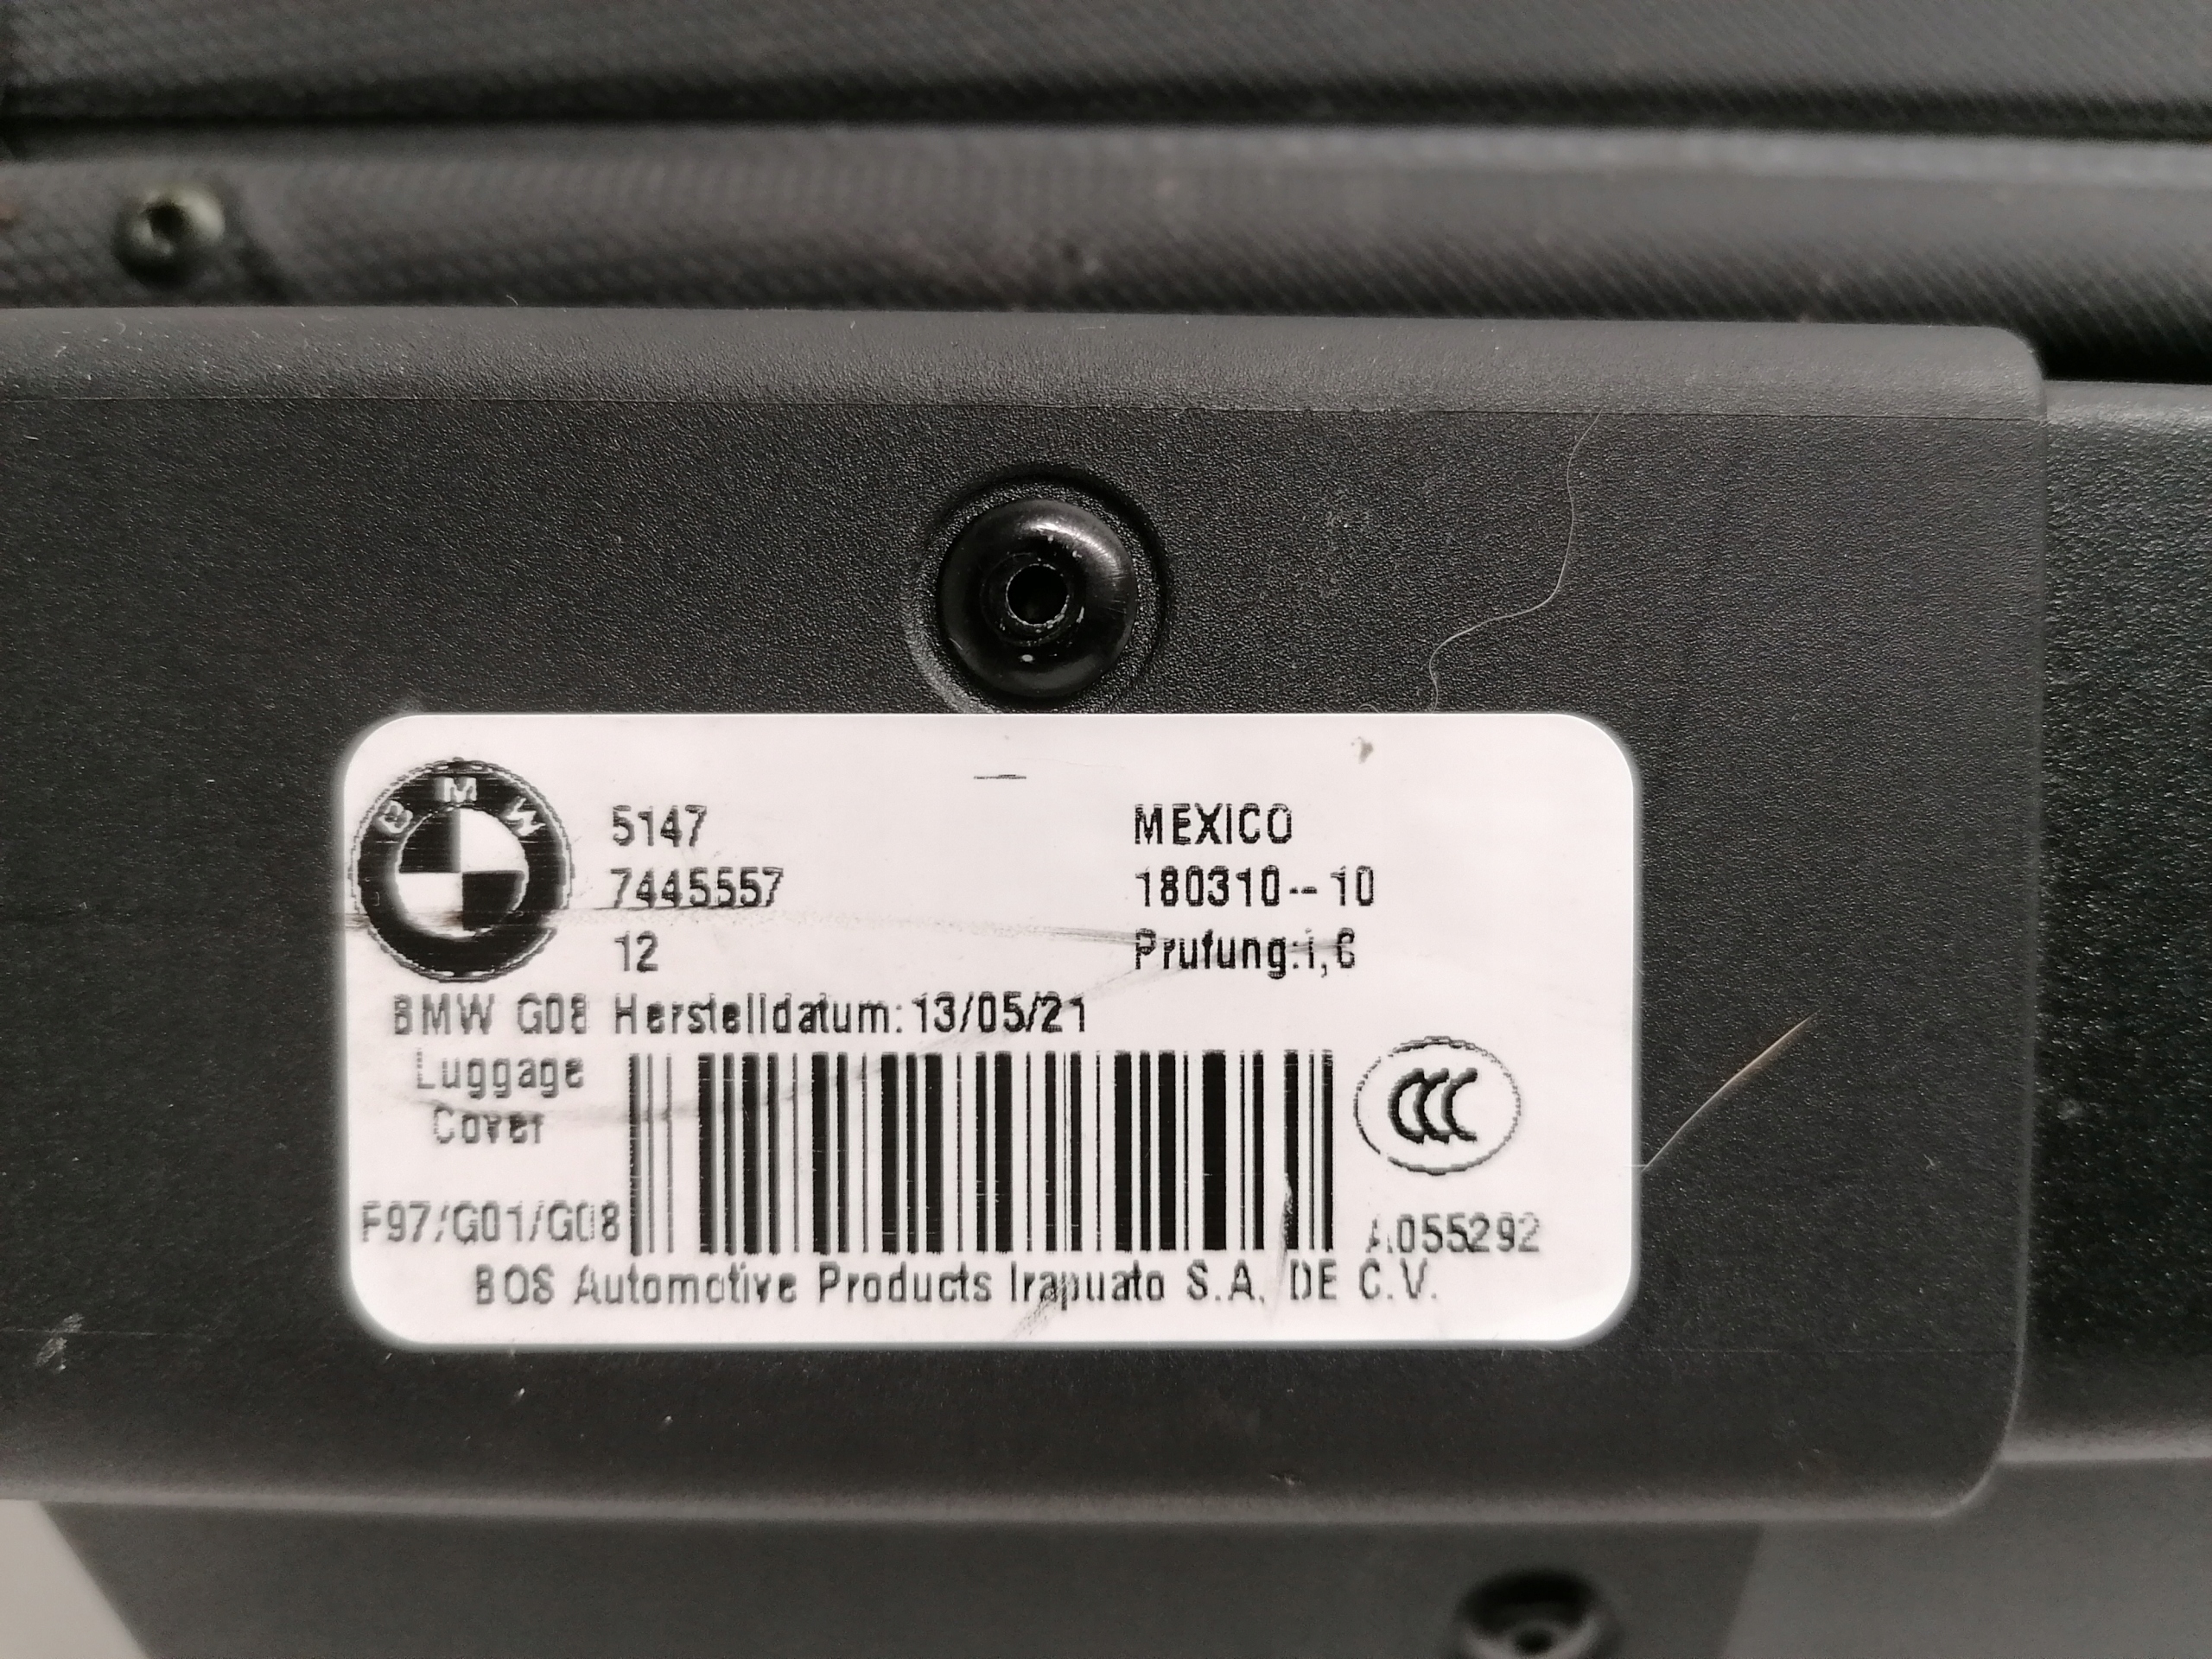 BMW
5147
7445557
12
MEXICO
180310--10
Prufung:i,6
BMW G08 Herstelldatum:13/05/21
Luggage
Cover
CCC
F97/G01/G08
A055292
BOS Automotive Products Irapuato S.A. DE C.V.